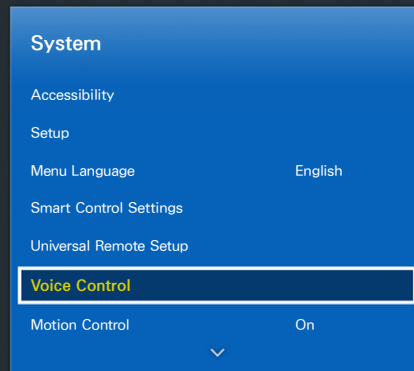 System
Accessibility
Setup
Menu Language English
Smart Control Settings
Universal Remote Setup
Voice Control
Motion Control On